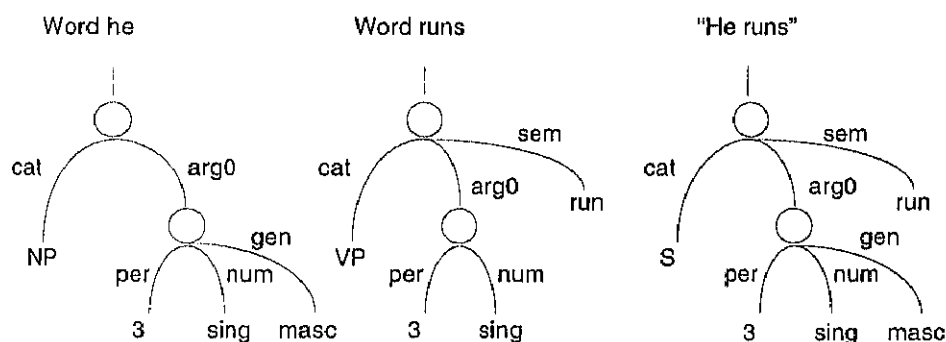 Word he Word runs "He runs"
sem sem
cat arg0 cat cat
arg0 arg0
run run
NP gen VP S gen
per num per num per num
3 sing masc 3 sing 3 sing masc